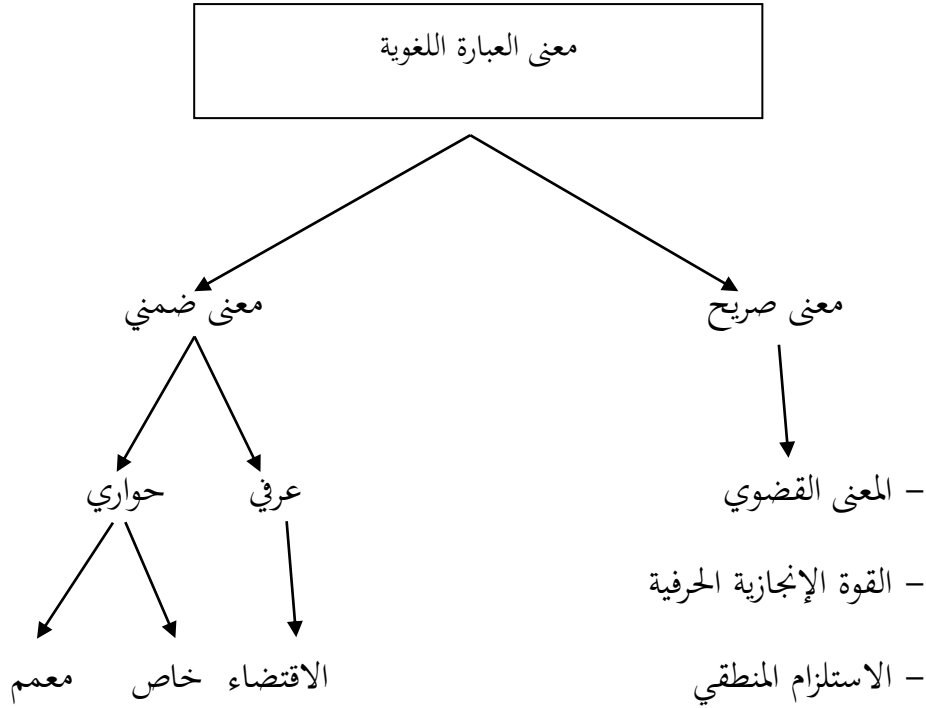 معنى العبارة اللغوية
معنى صريح
معنى ضمني
– المعنى القضوي
عرفي
حواري
– القوة الإنجازية الحرفية
– الاستلزام المنطقي
الاقتضاء
خاص
معمم